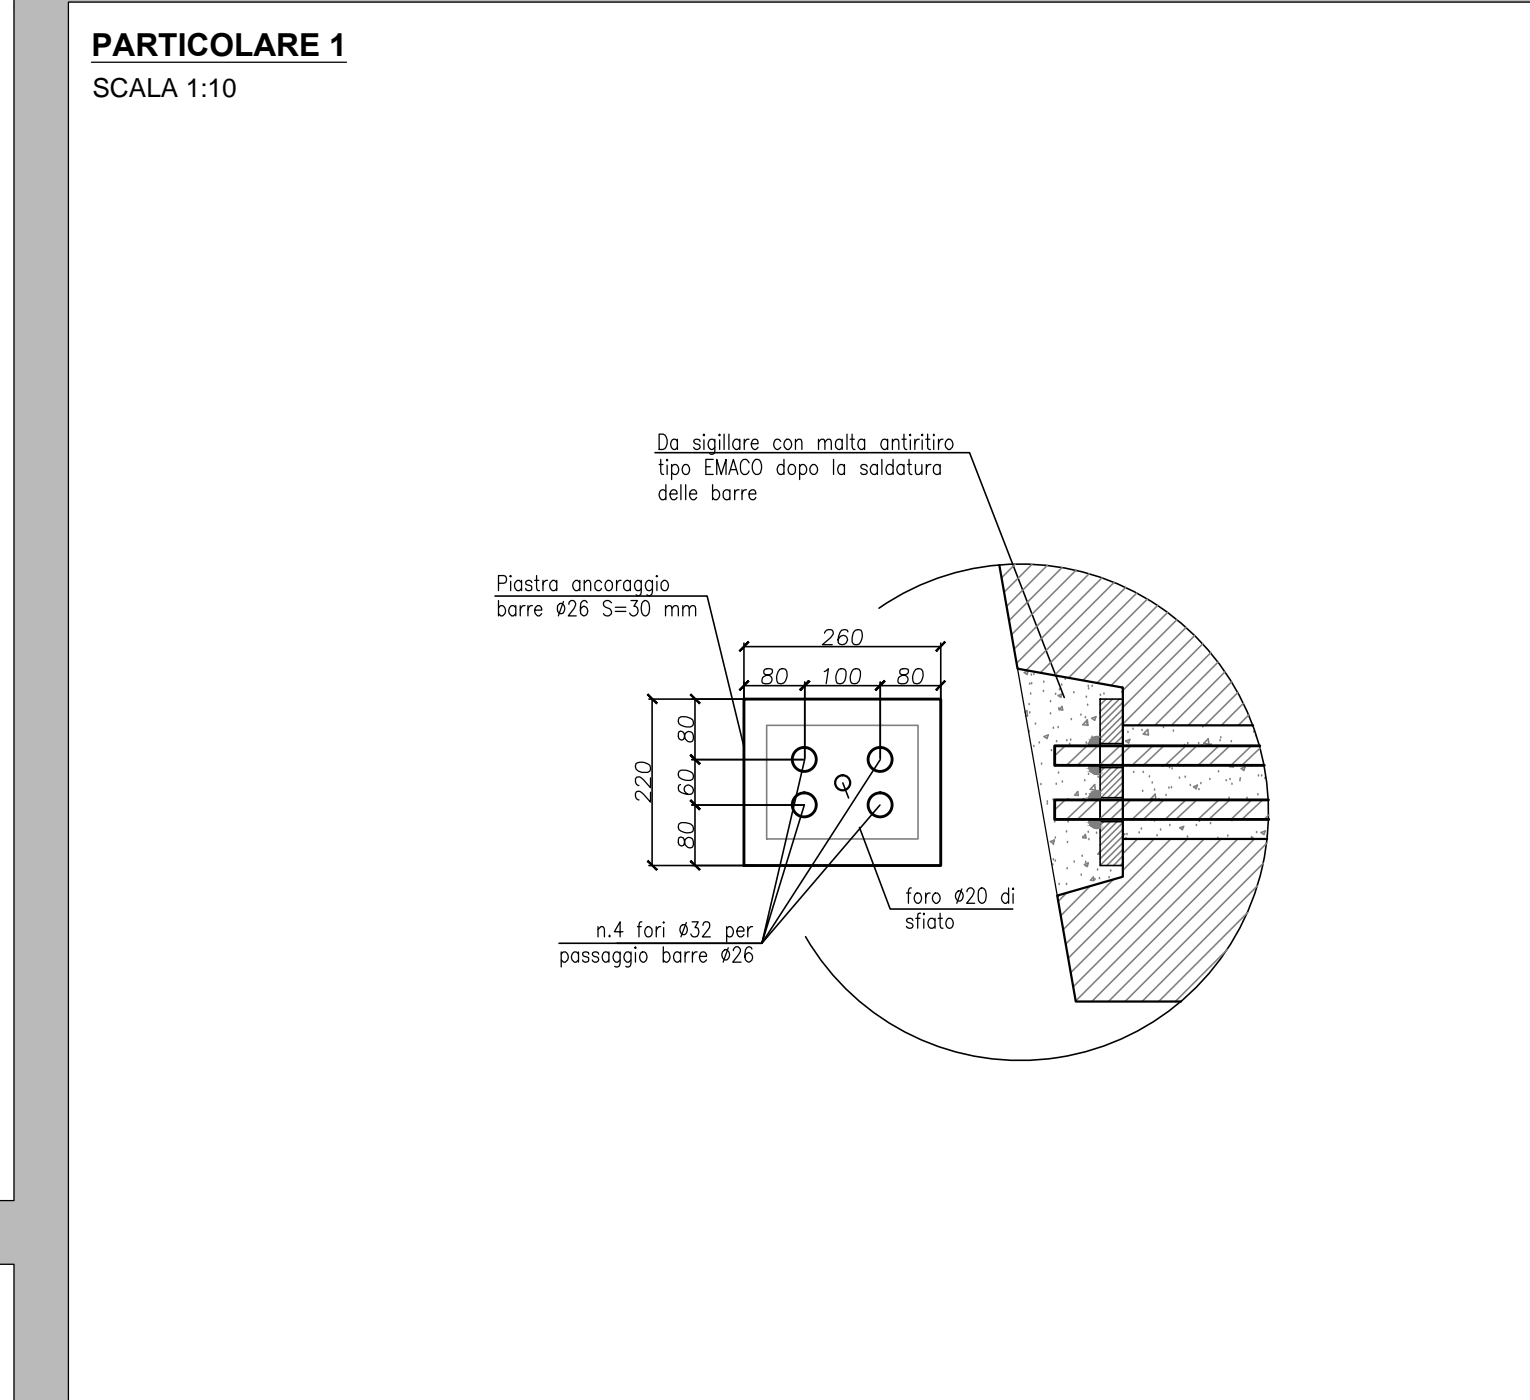 PARTICOLARE 1
SCALA 1:10
Da sigillare con malta antiritiro
tipo EMACO dopo la saldatura
delle barre
Piastra ancoraggio
barre ø26 S=30 mm
260
80 100 80
80
220
60
80
foro ø20 di
sfiato
n.4 fori ø32 per
passaggio barre ø26